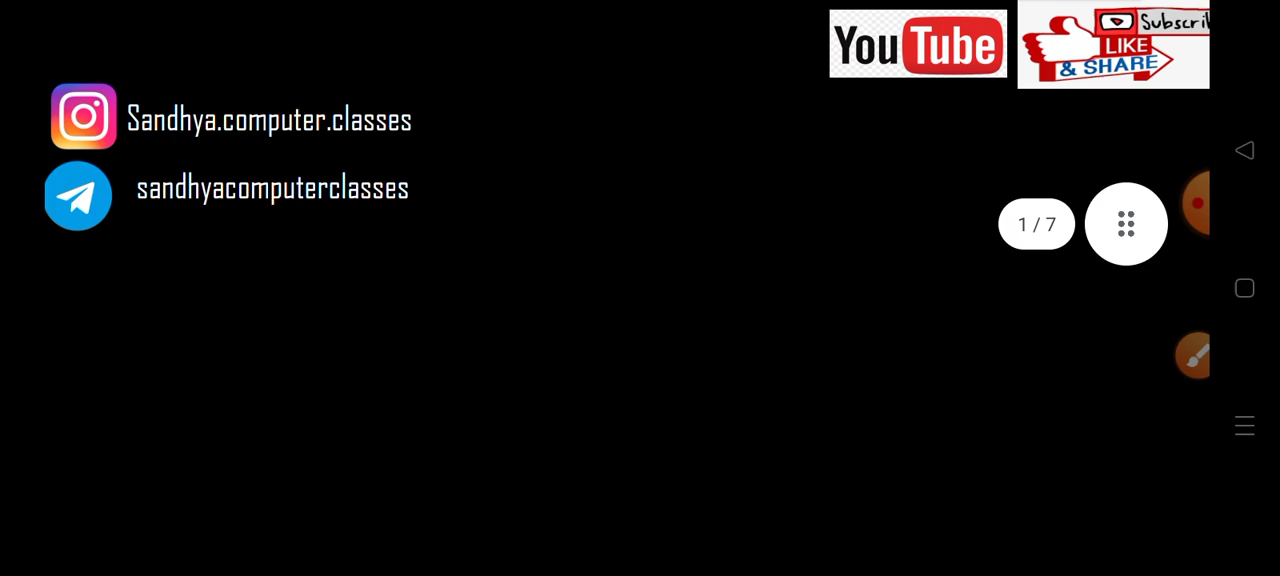 YouTube
Subscri
LIKE
& SHARE
Sandhya.computer.classes
sandhyacomputerclasses
1 / 7